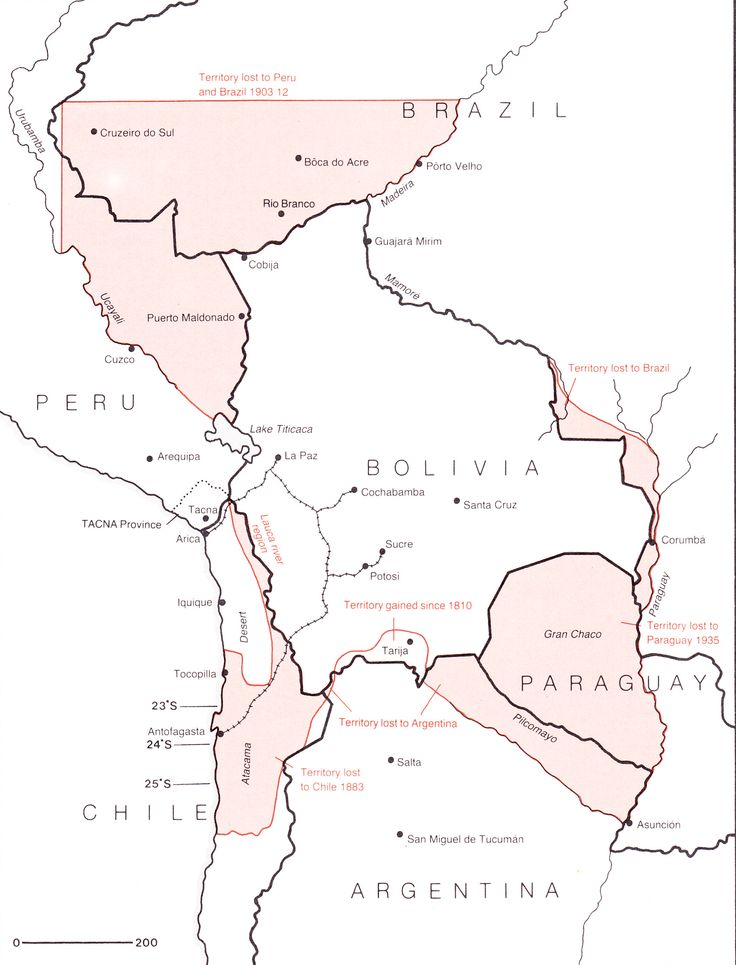 Territory lost to Peru
and Brazil 1903 12
BRAZIL
Urubamba
Cruzeiro do Sul
Bôca do Acre
Pôrto Velho
Madeira
Rio Branco
Guajará Mirim
Cobija
Mamore
Ucayali
Puerto Maldonado
Cuzco
Territory lost to Brazil
PERU
Lake Titicaca
Arequipa
La Paz
BOLIVIA
Cochabamba
Santa Cruz
Tacna
TACNA Province
Arica
Lauca river
region
Sucre
Corumbá
Potosi
Paraguay
Iquique
Desert
Territory gained since 1810
Tarija
Gran Chaco
Territory lost to
Paraguay 1935
Tocopilla
PARAGUAY
23°S
Territory lost to Argentina
Pilcomayo
Antofagasta
24°S
Atacama
Salta
Territory lost
to Chile 1883
25°S
CHILE
Asunción
San Miguel de Tucumán
ARGENTINA
0 200